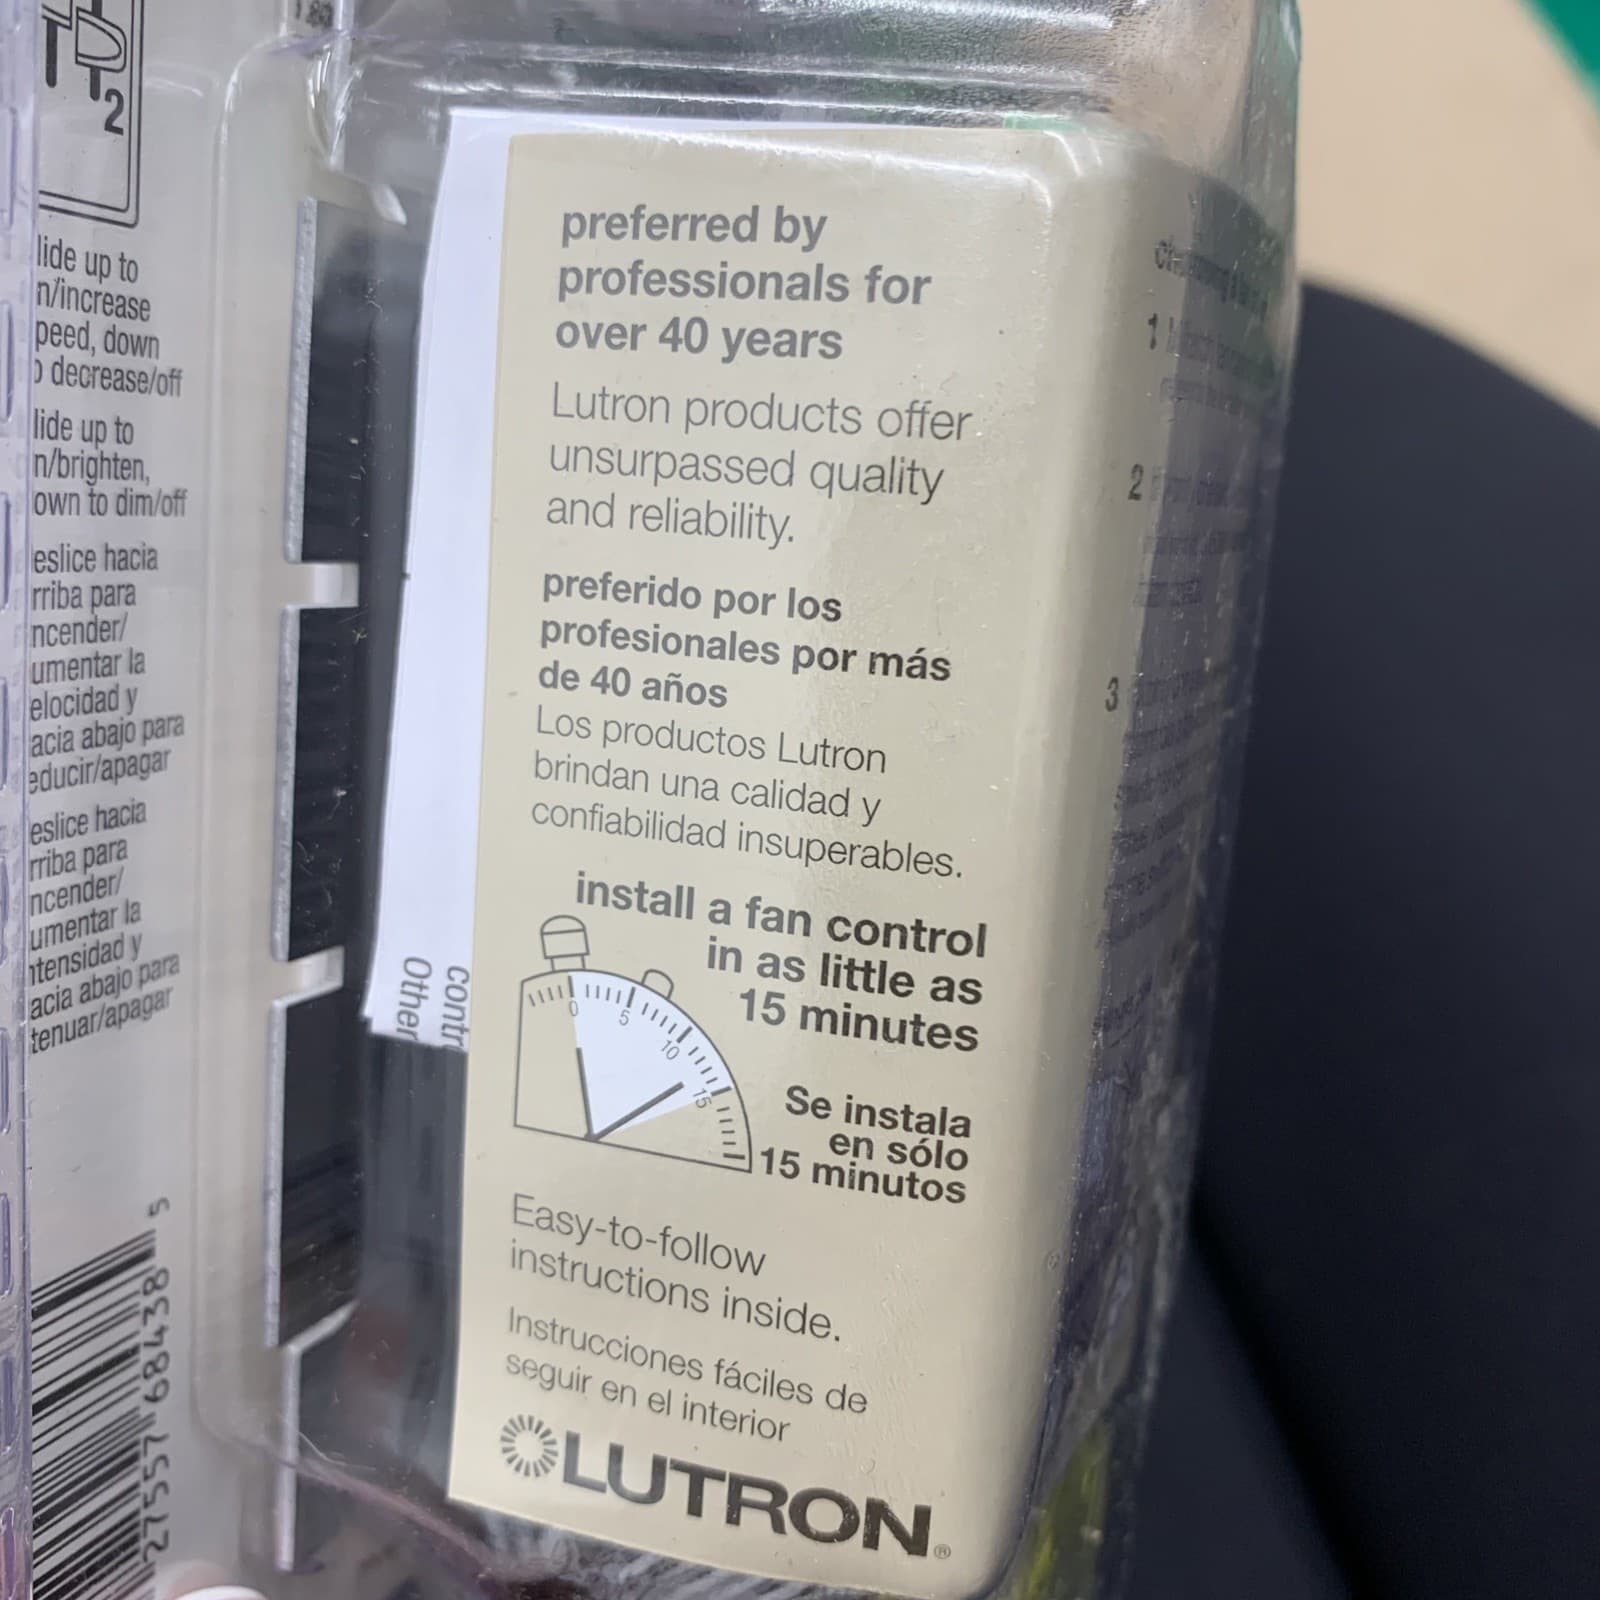 2
lide up to
n/increase
peed, down
o decrease/off
lide up to
n/brighten,
own to dim/off
eslice hacia
rriba para
ncender/
umentar la
elocidad y
acia abajo para
educir/apagar
eslice hacia
rriba para
ncender/
umentar la
ntensidad y
acia abajo para
tenuar/apagar
27557 68438 5
contr
Other
preferred by
professionals for
over 40 years
Lutron products offer
unsurpassed quality
and reliability.
preferido por los
profesionales por más
de 40 años
Los productos Lutron
brindan una calidad y
confiabilidad insuperables.
install a fan control
in as little as
15 minutes
0
5
10
15
Se instala
en sólo
15 minutos
Easy-to-follow
instructions inside.
Instrucciones fáciles de
seguir en el interior
LUTRON®
1
2
3